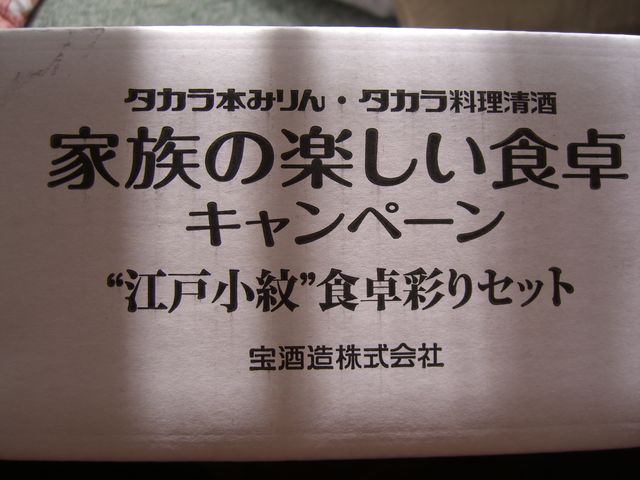 タカラ本みりん・タカラ料理清酒
家族の楽しい食卓
キャンペーン
“江戸小紋”食卓彩りセット
宝酒造株式会社